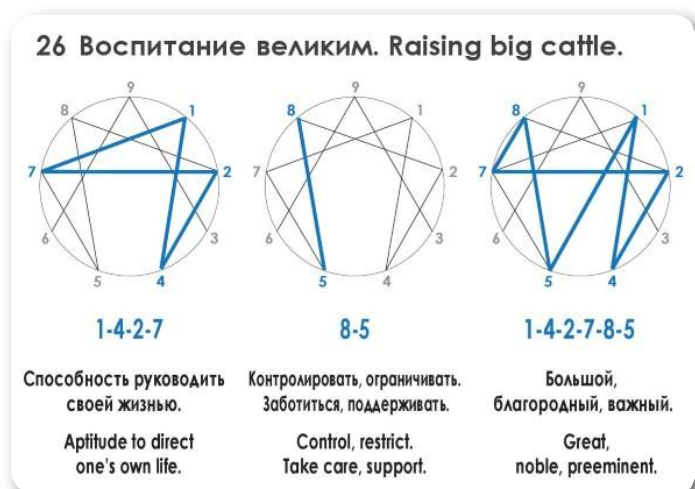 26 Воспитание великим. Raising big cattle.
9
8
1
7
2
6
3
5
4
1-4-2-7
Способность руководить
своей жизнью.
Aptitude to direct
one's own life.
9
8
1
7
2
6
3
5
4
8-5
Контролировать, ограничивать.
Заботиться, поддерживать.
Control, restrict.
Take care, support.
9
8
1
7
2
6
3
5
4
1-4-2-7-8-5
Большой,
благородный, важный.
Great,
noble, preeminent.